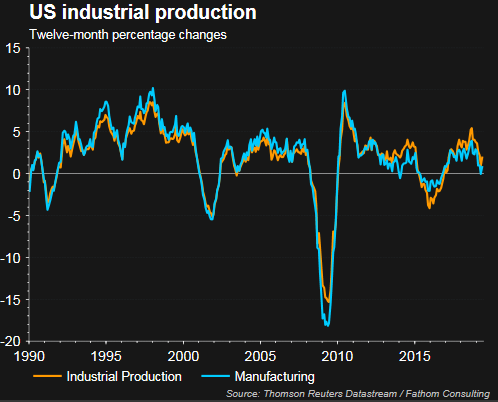 US industrial production
Twelve-month percentage changes
15
10
5
0
-5
-10
-15
-20
1990 1995 2000 2005 2010 2015
Industrial Production Manufacturing
Source: Thomson Reuters Datastream / Fathom Consulting